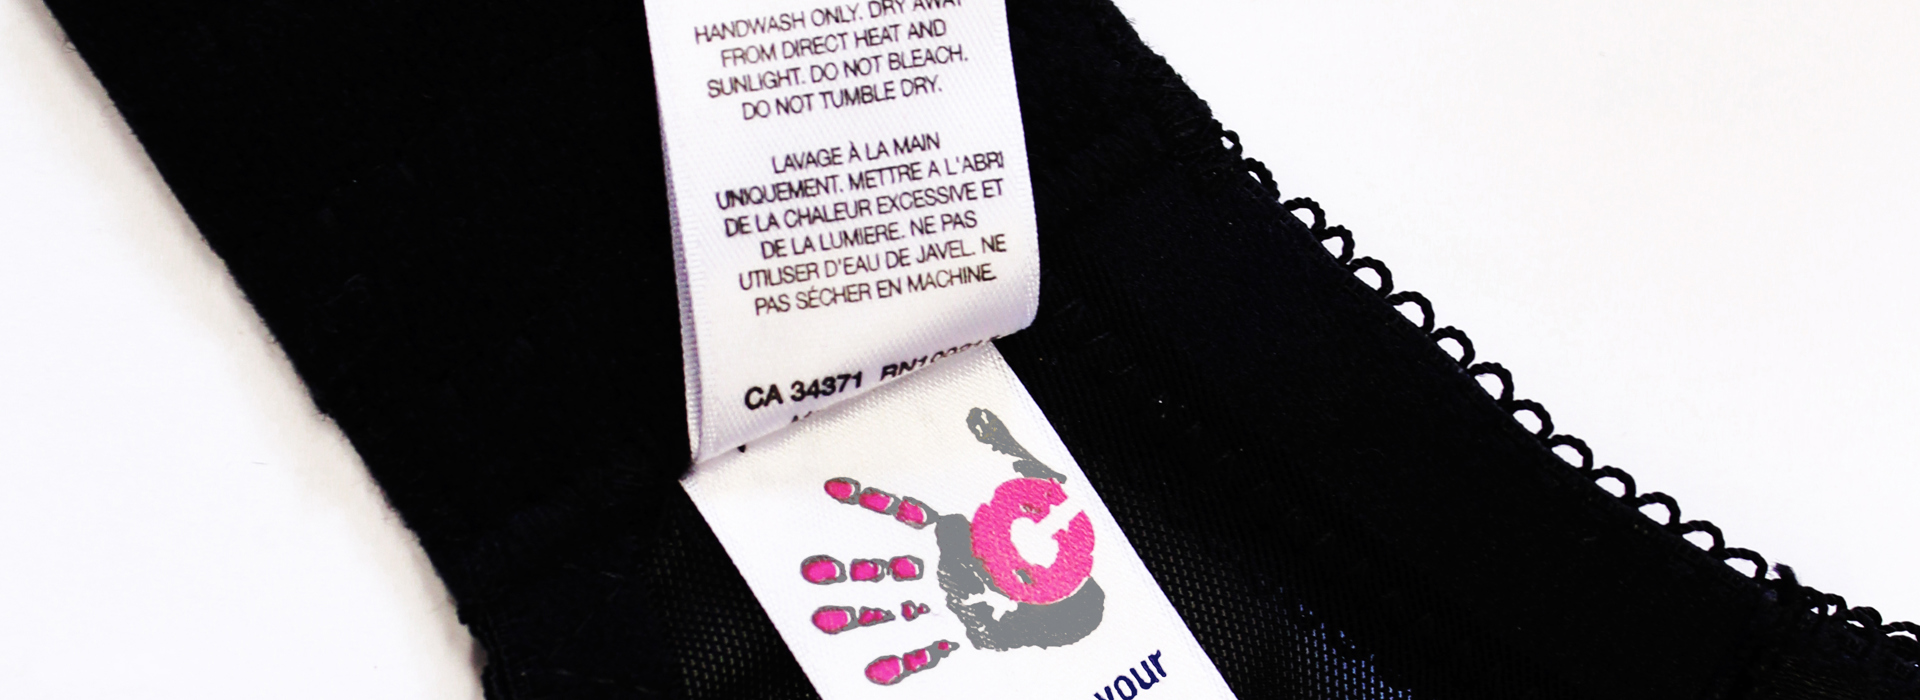 HANDWASH ONLY. DRY AWAY
FROM DIRECT HEAT AND
SUNLIGHT. DO NOT BLEACH.
DO NOT TUMBLE DRY.
LAVAGE À LA MAIN
UNIQUEMENT. METTRE A L'ABRI
DE LA CHALEUR EXCESSIVE ET
DE LA LUMIERE. NE PAS
UTILISER D'EAU DE JAVEL. NE
PAS SÉCHER EN MACHINE.
CA 34371
your